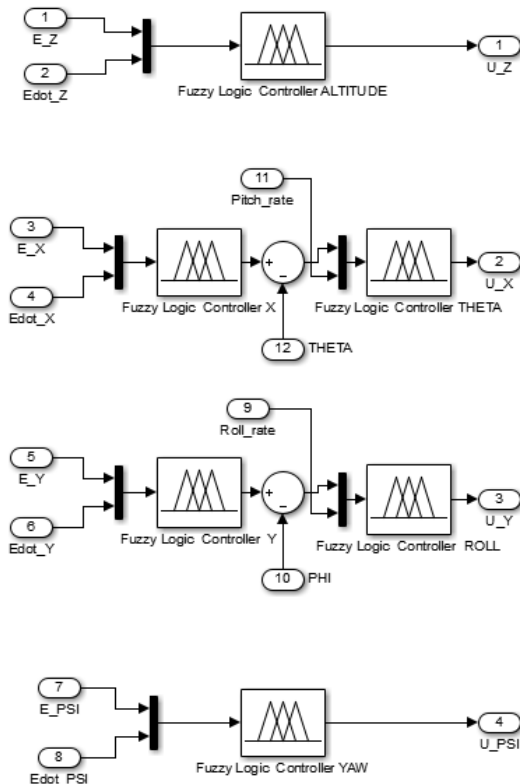 1
E_Z
2
Edot_Z
Fuzzy Logic Controller ALTITUDE
1
U_Z
11
Pitch_rate
3
E_X
4
Edot_X
+
−
Fuzzy Logic Controller X
Fuzzy Logic Controller THETA
2
U_X
12
THETA
9
Roll_rate
5
E_Y
6
Edot_Y
+
−
Fuzzy Logic Controller Y
Fuzzy Logic Controller ROLL
3
U_Y
10
PHI
7
E_PSI
8
Edot_PSI
Fuzzy Logic Controller YAW
4
U_PSI